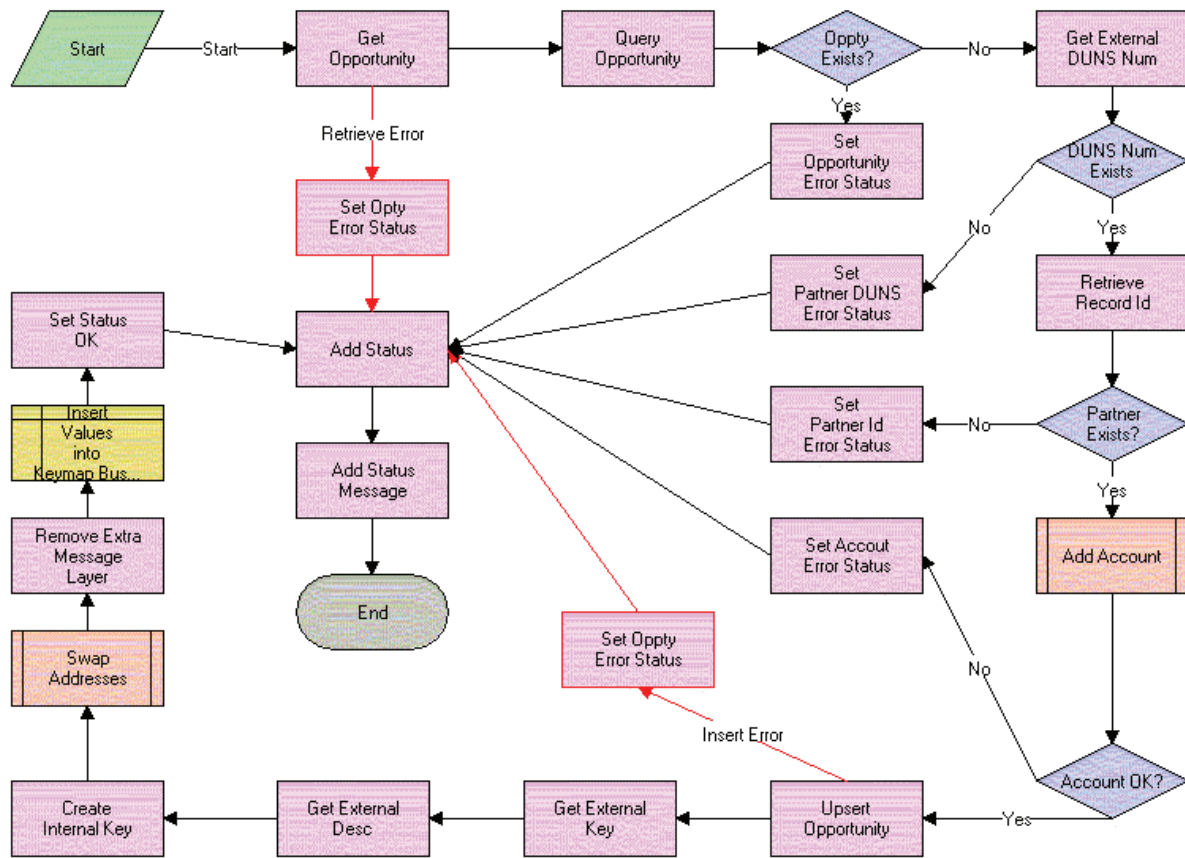 Start
Start
Get
Opportunity
Query
Opportunity
Oppty
Exists?
No
Get External
DUNS Num
Yes
Retrieve Error
Set
Opportunity
Error Status
DUNS Num
Exists
Set Opty
Error Status
No
Yes
Set
Partner DUNS
Error Status
Retrieve
Record Id
Set Status
OK
Add Status
Insert
Values
into
Keymap Bus...
Set
Partner Id
Error Status
No
Partner
Exists?
Add Status
Message
Yes
Remove Extra
Message
Layer
Set Accout
Error Status
Add Account
End
Swap
Addresses
Set Oppty
Error Status
No
Insert Error
Account OK?
Create
Internal Key
Get External
Desc
Get External
Key
Upsert
Opportunity
Yes